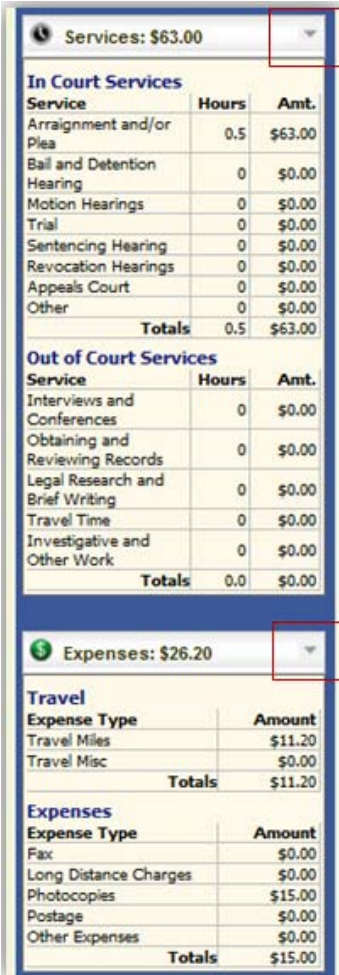 Services: $63.00
In Court Services
Service Hours Amt.
Arraignment and/or
Plea 0.5 $63.00
Bail and Detention
Hearing 0 $0.00
Motion Hearings 0 $0.00
Trial 0 $0.00
Sentencing Hearing 0 $0.00
Revocation Hearings 0 $0.00
Appeals Court 0 $0.00
Other 0 $0.00
Totals 0.5 $63.00
Out of Court Services
Service Hours Amt.
Interviews and
Conferences 0 $0.00
Obtaining and
Reviewing Records 0 $0.00
Legal Research and
Brief Writing 0 $0.00
Travel Time 0 $0.00
Investigative and
Other Work 0 $0.00
Totals 0.0 $0.00
$ Expenses: $26.20
Travel
Expense Type Amount
Travel Miles $11.20
Travel Misc $0.00
Totals $11.20
Expenses
Expense Type Amount
Fax $0.00
Long Distance Charges $0.00
Photocopies $15.00
Postage $0.00
Other Expenses $0.00
Totals $15.00